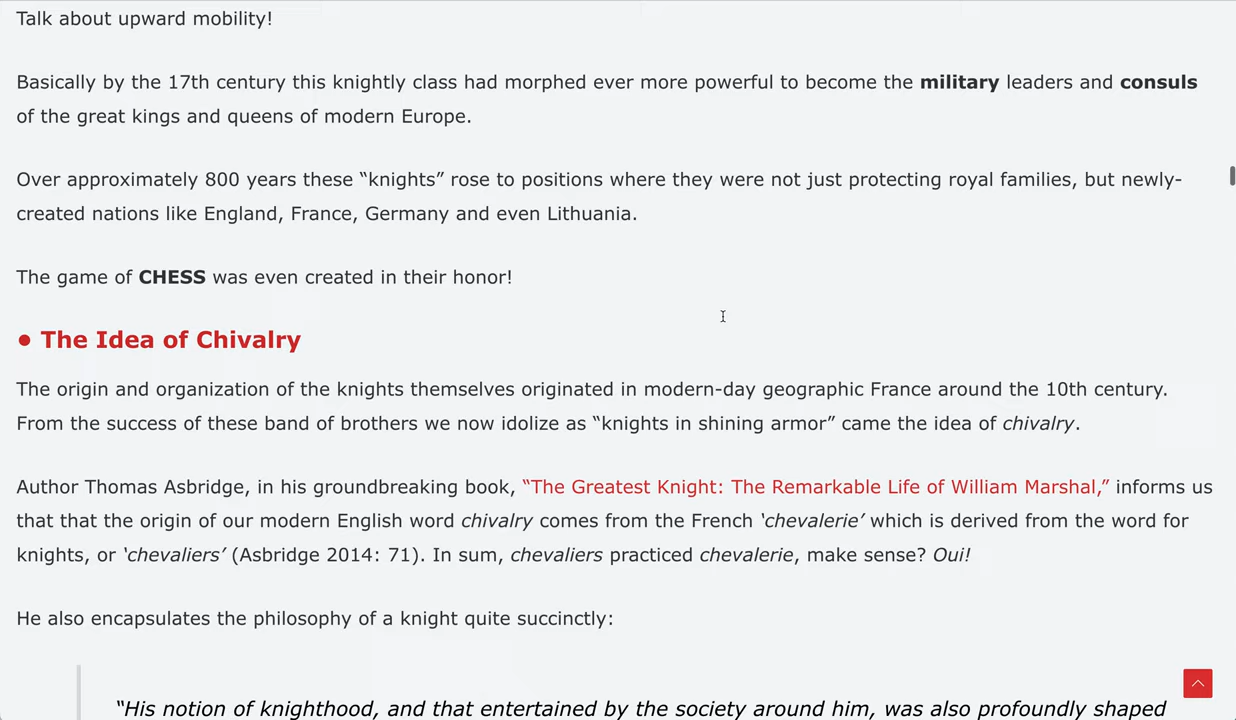 Talk about upward mobility!
Basically by the 17th century this knightly class had morphed ever more powerful to become the military leaders and consuls
of the great kings and queens of modern Europe.
Over approximately 800 years these “knights” rose to positions where they were not just protecting royal families, but newly-
created nations like England, France, Germany and even Lithuania.
The game of CHESS was even created in their honor!
• The Idea of Chivalry
The origin and organization of the knights themselves originated in modern-day geographic France around the 10th century.
From the success of these band of brothers we now idolize as “knights in shining armor” came the idea of chivalry.
Author Thomas Asbridge, in his groundbreaking book, “The Greatest Knight: The Remarkable Life of William Marshal,” informs us
that that the origin of our modern English word chivalry comes from the French ‘chevalerie’ which is derived from the word for
knights, or ‘chevaliers’ (Asbridge 2014: 71). In sum, chevaliers practiced chevalerie, make sense? Oui!
He also encapsulates the philosophy of a knight quite succinctly:
“His notion of knighthood, and that entertained by the society around him, was also profoundly shaped